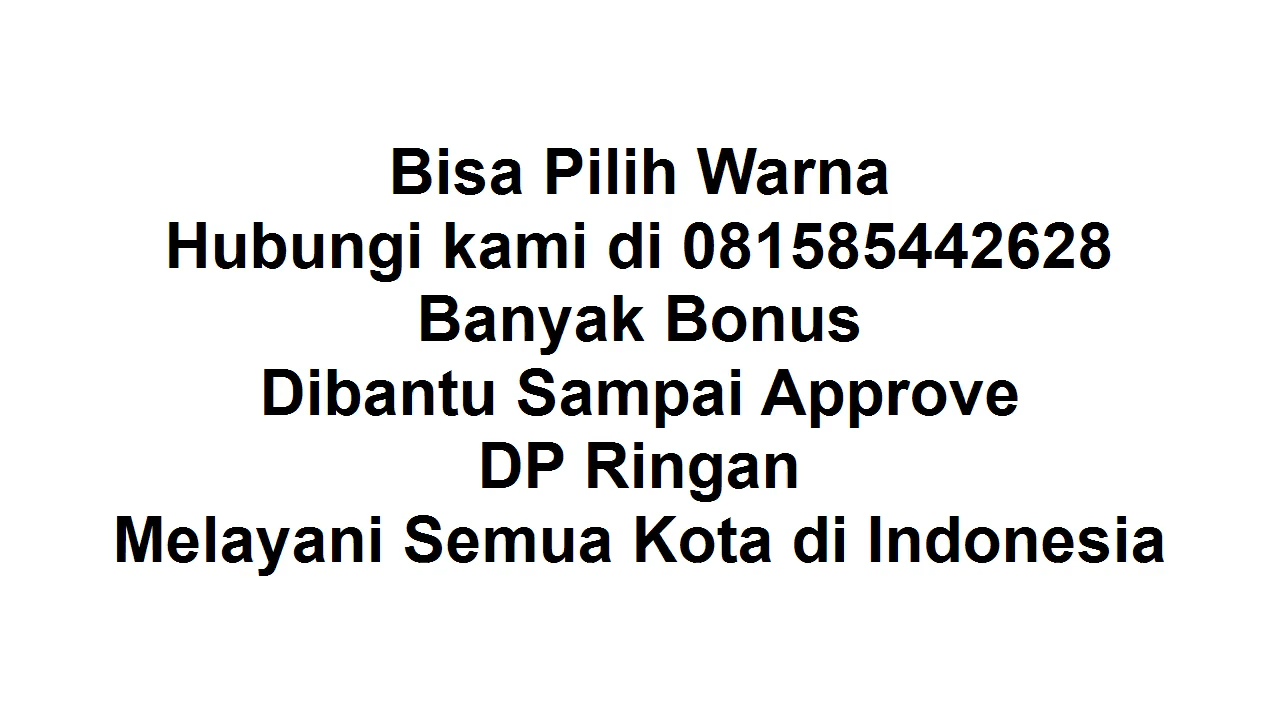 Bisa Pilih Warna
Hubungi kami di 081585442628
Banyak Bonus
Dibantu Sampai Approve
DP Ringan
Melayani Semua Kota di Indonesia